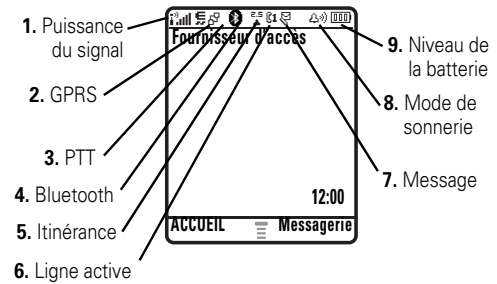 1. Puissance
du signal
2. GPRS
3. PTT
4. Bluetooth
5. Itinérance
6. Ligne active
Fournisseur d'accès
12:00
ACCUEIL
Messagerie
9. Niveau de
la batterie
8. Mode de
sonnerie
7. Message